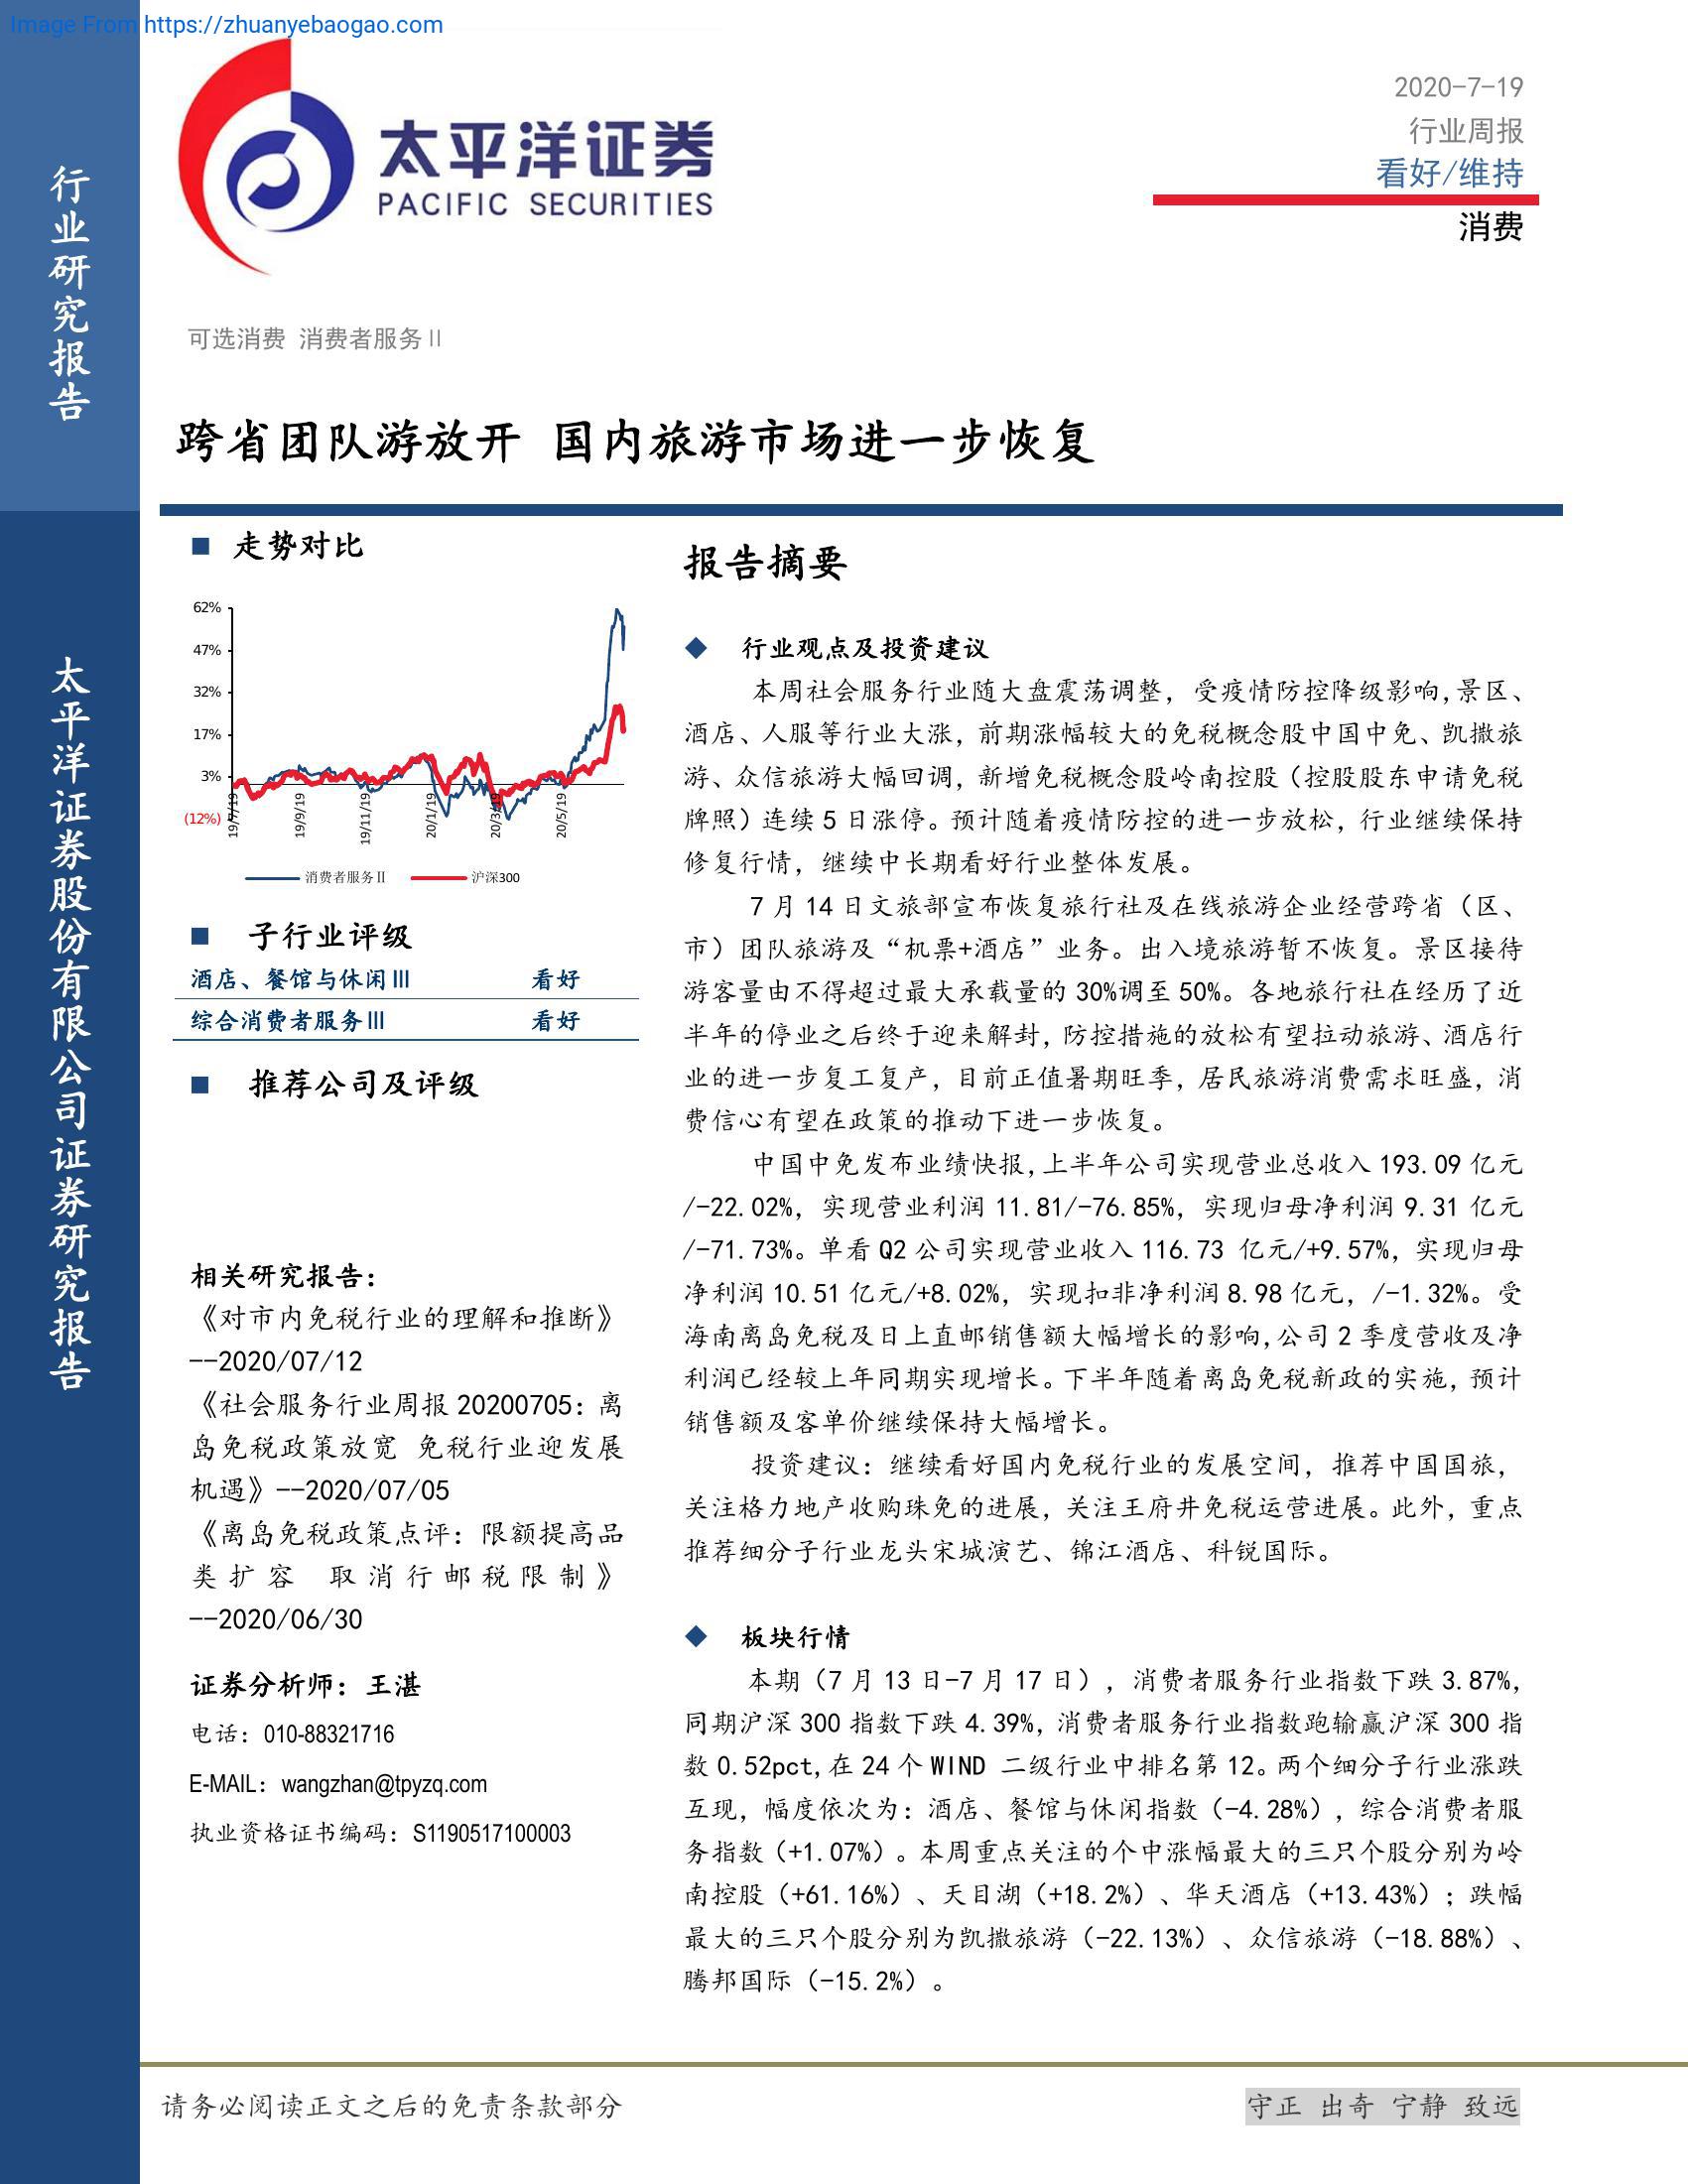 Image From https://zhuanyebaogao.com
行业研究报告
太平洋证券股份有限公司证券研究报告
太平洋证券
PACIFIC SECURITIES
2020-7-19
行业周报
看好/维持
消费
可选消费 消费者服务Ⅱ
跨省团队游放开 国内旅游市场进一步恢复
■ 走势对比
62%
47%
32%
17%
3%
(12%)
19/7/19
19/9/19
19/11/19
20/1/19
20/3/19
20/5/19
消费者服务Ⅱ 沪深300
■ 子行业评级
酒店、餐馆与休闲Ⅲ 看好
综合消费者服务Ⅲ 看好
■ 推荐公司及评级
相关研究报告：
《对市内免税行业的理解和推断》
--2020/07/12
《社会服务行业周报 20200705：离
岛免税政策放宽 免税行业迎发展
机遇》--2020/07/05
《离岛免税政策点评：限额提高品
类扩容 取消行邮税限制》
--2020/06/30
证券分析师：王湛
电话：010-88321716
E-MAIL：wangzhan@tpyzq.com
执业资格证书编码：S1190517100003
报告摘要
◆ 行业观点及投资建议
本周社会服务行业随大盘震荡调整，受疫情防控降级影响，景区、
酒店、人服等行业大涨，前期涨幅较大的免税概念股中国中免、凯撒旅
游、众信旅游大幅回调，新增免税概念股岭南控股（控股股东申请免税
牌照）连续 5 日涨停。预计随着疫情防控的进一步放松，行业继续保持
修复行情，继续中长期看好行业整体发展。
7 月 14 日文旅部宣布恢复旅行社及在线旅游企业经营跨省（区、
市）团队旅游及“机票+酒店”业务。出入境旅游暂不恢复。景区接待
游客量由不得超过最大承载量的 30%调至 50%。各地旅行社在经历了近
半年的停业之后终于迎来解封，防控措施的放松有望拉动旅游、酒店行
业的进一步复工复产，目前正值暑期旺季，居民旅游消费需求旺盛，消
费信心有望在政策的推动下进一步恢复。
中国中免发布业绩快报，上半年公司实现营业总收入 193.09 亿元
/-22.02%，实现营业利润 11.81/-76.85%，实现归母净利润 9.31 亿元
/-71.73%。单看 Q2 公司实现营业收入 116.73 亿元/+9.57%，实现归母
净利润 10.51 亿元/+8.02%，实现扣非净利润 8.98 亿元，/-1.32%。受
海南离岛免税及日上直邮销售额大幅增长的影响，公司 2 季度营收及净
利润已经较上年同期实现增长。下半年随着离岛免税新政的实施，预计
销售额及客单价继续保持大幅增长。
投资建议：继续看好国内免税行业的发展空间，推荐中国国旅，
关注格力地产收购珠免的进展，关注王府井免税运营进展。此外，重点
推荐细分子行业龙头宋城演艺、锦江酒店、科锐国际。
◆ 板块行情
本期（7 月 13 日-7 月 17 日），消费者服务行业指数下跌 3.87%，
同期沪深 300 指数下跌 4.39%，消费者服务行业指数跑输赢沪深 300 指
数 0.52pct,在 24 个 WIND 二级行业中排名第 12。两个细分子行业涨跌
互现，幅度依次为：酒店、餐馆与休闲指数（-4.28%），综合消费者服
务指数（+1.07%）。本周重点关注的个中涨幅最大的三只个股分别为岭
南控股（+61.16%）、天目湖（+18.2%）、华天酒店（+13.43%）；跌幅
最大的三只个股分别为凯撒旅游（-22.13%）、众信旅游（-18.88%）、
腾邦国际（-15.2%）。
请务必阅读正文之后的免责条款部分
守正 出奇 宁静 致远